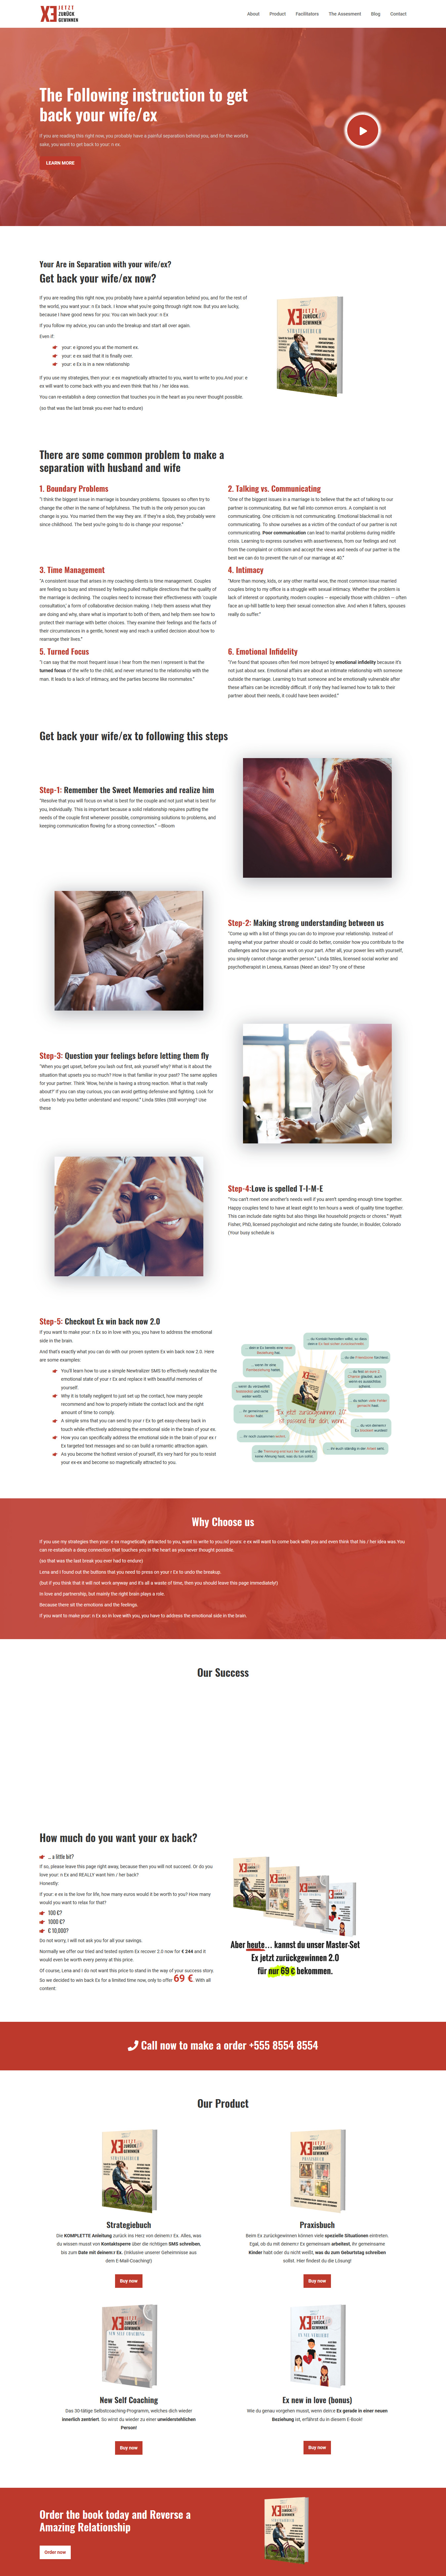 XE JETZT
ZURÜCK
GEWINNEN
About
Product
Facilitators
The Assesment
Blog
Contact
The Following instruction to get
back your wife/ex
If you are reading this right now, you probably have a painful separation behind you, and for the world's
sake, you want to get back to your: n ex.
LEARN MORE
Your Are in Separation with your wife/ex?
Get back your wife/ex now?
If you are reading this right now, you probably have a painful separation behind you, and for the rest of
the world, you want your: n Ex back. I know what you're going through right now. But you are lucky,
because I have good news for you: You can win back your: n Ex
If you follow my advice, you can undo the breakup and start all over again.
Even if:
your: e ignored you at the moment ex.
your: e ex said that it is finally over.
your: e Ex is in a new relationship
If you use my strategies, then your: e ex magnetically attracted to you, want to write to you.And your: e
ex will want to come back with you and even think that his / her idea was.
You can re-establish a deep connection that touches you in the heart as you never thought possible.
(so that was the last break you ever had to endure)
XE JETZT
ZURÜCK
GEWINNEN
STRATEGIEBUCH
There are some common problem to make a
separation with husband and wife
1. Boundary Problems
"I think the biggest issue in marriage is boundary problems. Spouses so often try to
change the other in the name of helpfulness. The truth is the only person you can
change is you. You married them the way they are. If they're a slob, they probably were
since childhood. The best you're going to do is change your response."
2. Talking vs. Communicating
"One of the biggest issues in a marriage is to believe that the act of talking to our
partner is communicating. But we fall into common errors. A complaint is not
communicating. One criticism is not communicating. Emotional blackmail is not
communicating. To show ourselves as a victim of the conduct of our partner is not
communicating. Poor communication can lead to marital problems during midlife
crisis. Learning to express ourselves with assertiveness, from our feelings and not
from the complaint or criticism and accept the views and needs of our partner is the
best we can do to prevent the ruin of our marriage at 40."
3. Time Management
"A consistent issue that arises in my coaching clients is time management. Couples
are feeling so busy and stressed by feeling pulled multiple directions that the quality of
the marriage is declining. The couples need to increase their effectiveness with 'couple
consultation,' a form of collaborative decision making. I help them assess what they
are doing and why, share what is important to both of them, and help them see how to
protect their marriage with better choices. They examine their feelings and the facts of
their circumstances in a gentle, honest way and reach a unified decision about how to
rearrange their lives."
4. Intimacy
"More than money, kids, or any other marital woe, the most common issue married
couples bring to my office is a struggle with sexual intimacy. Whether the problem is
lack of interest or opportunity, modern couples — especially those with children — often
face an up-hill battle to keep their sexual connection alive. And when it falters, spouses
really do suffer."
5. Turned Focus
"I can say that the most frequent issue I hear from the men I represent is that the
turned focus of the wife to the child, and never returned to the relationship with the
man. It leads to a lack of intimacy, and the parties become like roommates."
6. Emotional Infidelity
"I've found that spouses often feel more betrayed by emotional infidelity because it's
not just about sex. Emotional affairs are about an intimate relationship with someone
outside the marriage. Learning to trust someone and be emotionally vulnerable after
these affairs can be incredibly difficult. If only they had learned how to talk to their
partner about their needs, it could have been avoided."
Get back your wife/ex to following this steps
Step-1: Remember the Sweet Memories and realize him
"Resolve that you will focus on what is best for the couple and not just what is best for
you, individually. This is important because a solid relationship requires putting the
needs of the couple first whenever possible, compromising solutions to problems, and
keeping communication flowing for a strong connection." —Bloom
Step-2: Making strong understanding between us
"Come up with a list of things you can do to improve your relationship. Instead of
saying what your partner should or could do better, consider how you contribute to the
challenges and how you can work on your part. After all, your power lies with yourself,
you simply cannot change another person." Linda Stiles, licensed social worker and
psychotherapist in Lenexa, Kansas (Need an idea? Try one of these
Step-3: Question your feelings before letting them fly
"When you get upset, before you lash out first, ask yourself why? What is it about the
situation that upsets you so much? How is that familiar in your past? The same applies
for your partner. Think 'Wow, he/she is having a strong reaction. What is that really
about?' If you can stay curious, you can avoid getting defensive and fighting. Look for
clues to help you better understand and respond." Linda Stiles (Still worrying? Use
these
Step-4:Love is spelled T-I-M-E
"You can't meet one another's needs well if you aren't spending enough time together.
Happy couples tend to have at least eight to ten hours a week of quality time together.
This can include date nights but also things like household projects or chores." Wyatt
Fisher, PhD, licensed psychologist and niche dating site founder, in Boulder, Colorado
(Your busy schedule is
Step-5: Checkout Ex win back now 2.0
If you want to make your: n Ex so in love with you, you have to address the emotional
side in the brain.
And that's exactly what you can do with our proven system Ex win back now 2.0. Here
are some examples:
You'll learn how to use a simple Newtralizer SMS to effectively neutralize the
emotional state of your r Ex and replace it with beautiful memories of
yourself.
Why it is totally negligent to just set up the contact, how many people
recommend and how to properly initiate the contact lock and the right
amount of time to comply.
A simple sms that you can send to your r Ex to get easy-cheesy back in
touch while effectively addressing the emotional side in the brain of your se.
How you can specifically address the emotional side in the brain of your ex r
Ex targeted text messages and so can build a romantic attraction again.
As you become the hottest version of yourself, it's very hard for you to resist
your ex-ex and become so magnetically attracted to you.
"Ex jetzt zurückgewinnen 2.0"
ist passend für dich, wenn...
Why Choose us
If you use my strategies then your: e ex magnetically attracted to you, want to write to you.nd yours: e ex will want to come back with you and even think that his / her idea was.You
can re-establish a deep connection that touches you in the heart as you never thought possible.
(so that was the last break you ever had to endure)
Lena and I found out the buttons that you need to press on your r Ex to undo the breakup.
(but if you think that it will not work anyway and it's all a waste of time, then you should leave this page immediately!)
In love and partnership, but mainly the right brain plays a role.
Because there sit the emotions and the feelings.
If you want to make your: n Ex so in love with you, you have to address the emotional side in the brain.
Our Success
How much do you want your ex back?
... a little bit?
If so, please leave this page right away, because then you will not succeed. Or do you
love your: n Ex and REALLY want him / her back?
Honestly:
If your: e ex is the love for life, how many euros would it be worth to you? How many
would you want to relax for that?
100 €?
1000 €?
€ 10,000?
Do not worry, I will not ask you for all your savings.
Normally we offer our tried and tested system Ex recover 2.0 now for € 244 and it
would even be worth every penny at this price.
Of course, Lena and I do not want this price to stand in the way of your success story.
So we decided to win back Ex for a limited time now, only to offer 69 €. With all
content:
Aber heute... kannst du unser Master-Set
Ex jetzt zurückgewinnen 2.0
für nur 69 € bekommen.
Call now to make a order +555 8554 8554
Our Product
Strategiebuch
Die KOMPLETTE Anleitung zurück ins Herz von deinem:r Ex. Alles, was
du wissen musst von Kontaktsperre über die richtigen SMS schreiben,
bis zum Date mit deinem:r Ex. (Inklusive unserer Geheimnisse aus
dem E-Mail-Coaching!)
Buy now
Praxisbuch
Beim Ex zurückgewinnen können viele spezielle Situationen eintreten.
Egal, ob du mit deinem:r Ex gemeinsam arbeitest, ihr gemeinsame
Kinder habt oder du nicht weißt, was du zum Geburtstag schreiben
sollst. Hier findest du die Lösung!
Buy now
New Self Coaching
Das 30-tätige Selbstcoaching-Programm, welches dich wieder
innerlich zentriert. So wirst du wieder zu einer unwiderstehlichen
Person!
Buy now
Ex new in love (bonus)
Wie du genau vorgehen musst, wenn dein:e Ex gerade in einer neuen
Beziehung ist, erfährst du in diesem E-Book!
Buy now
Order the book today and Reverse a
Amazing Relationship
Order now